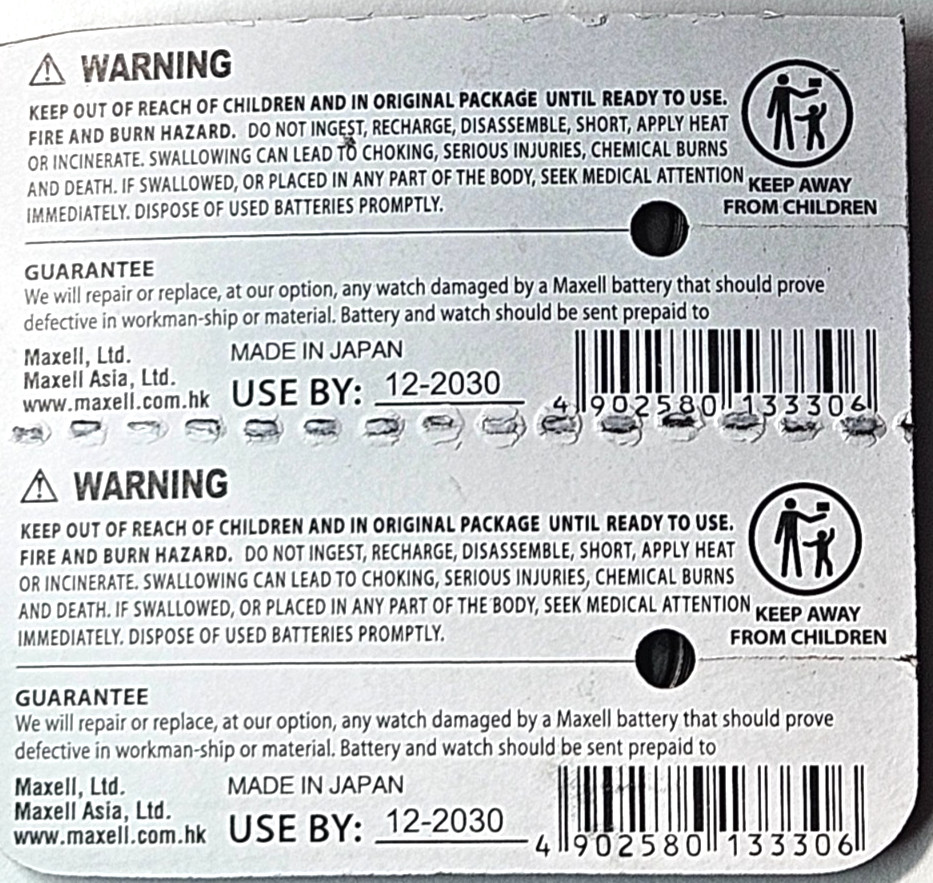 ⚠ WARNING
KEEP OUT OF REACH OF CHILDREN AND IN ORIGINAL PACKAGE UNTIL READY TO USE.
FIRE AND BURN HAZARD. DO NOT INGEST, RECHARGE, DISASSEMBLE, SHORT, APPLY HEAT
OR INCINERATE. SWALLOWING CAN LEAD TO CHOKING, SERIOUS INJURIES, CHEMICAL BURNS
AND DEATH. IF SWALLOWED, OR PLACED IN ANY PART OF THE BODY, SEEK MEDICAL ATTENTION
IMMEDIATELY. DISPOSE OF USED BATTERIES PROMPTLY.
KEEP AWAY
FROM CHILDREN
GUARANTEE
We will repair or replace, at our option, any watch damaged by a Maxell battery that should prove
defective in workman-ship or material. Battery and watch should be sent prepaid to
Maxell, Ltd.
Maxell Asia, Ltd.
www.maxell.com.hk
MADE IN JAPAN
USE BY: 12-2030
4 902580 133306
⚠ WARNING
KEEP OUT OF REACH OF CHILDREN AND IN ORIGINAL PACKAGE UNTIL READY TO USE.
FIRE AND BURN HAZARD. DO NOT INGEST, RECHARGE, DISASSEMBLE, SHORT, APPLY HEAT
OR INCINERATE. SWALLOWING CAN LEAD TO CHOKING, SERIOUS INJURIES, CHEMICAL BURNS
AND DEATH. IF SWALLOWED, OR PLACED IN ANY PART OF THE BODY, SEEK MEDICAL ATTENTION
IMMEDIATELY. DISPOSE OF USED BATTERIES PROMPTLY.
KEEP AWAY
FROM CHILDREN
GUARANTEE
We will repair or replace, at our option, any watch damaged by a Maxell battery that should prove
defective in workman-ship or material. Battery and watch should be sent prepaid to
Maxell, Ltd.
Maxell Asia, Ltd.
www.maxell.com.hk
MADE IN JAPAN
USE BY: 12-2030
4 902580 133306